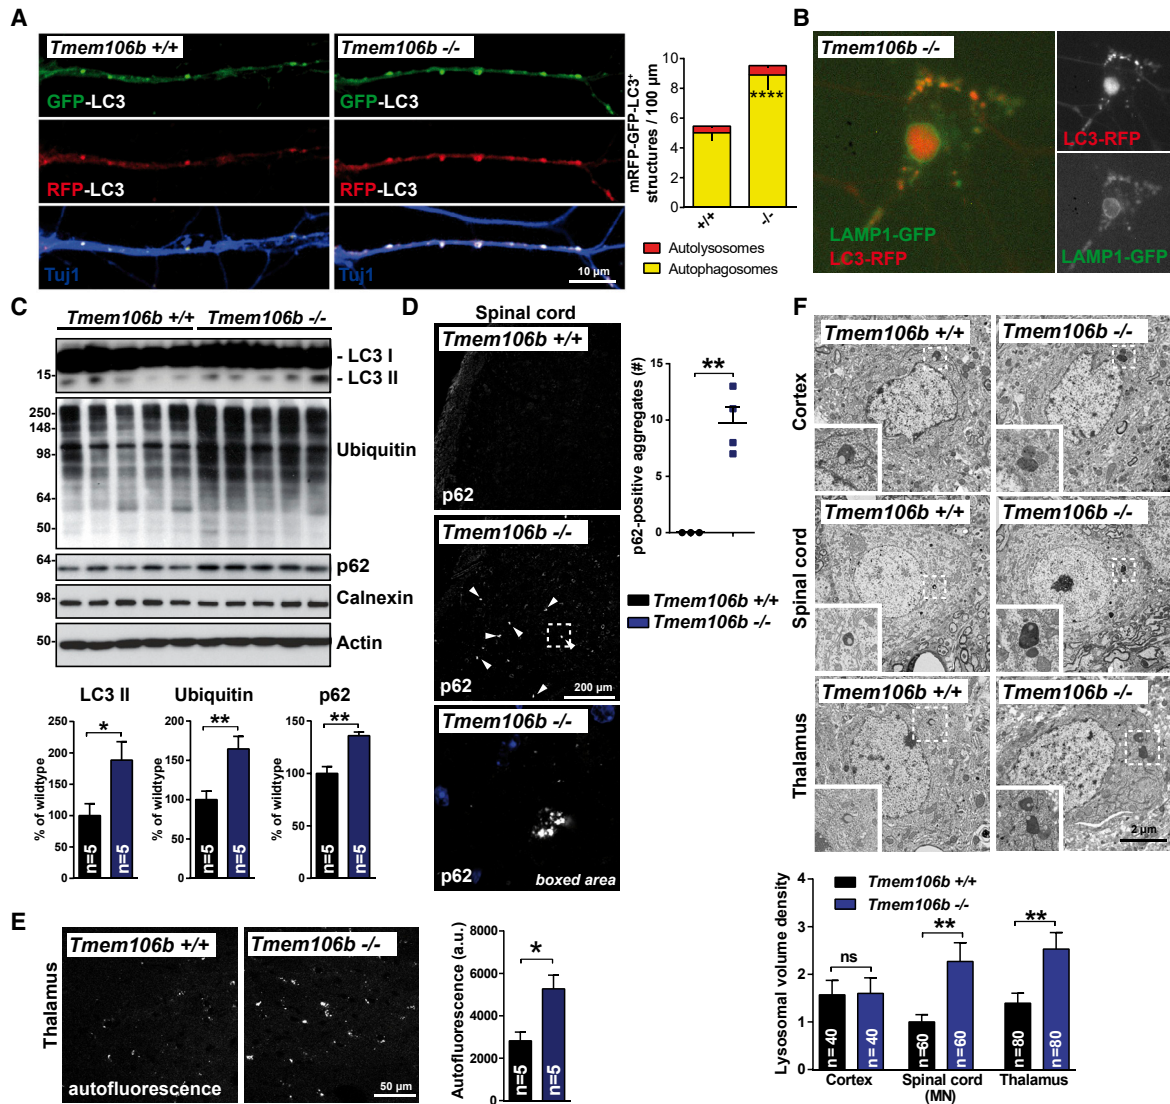 A
Tmem106b +/+
GFP-LC3
RFP-LC3
Tuj1
Tmem106b -/-
GFP-LC3
RFP-LC3
Tuj1
10 µm
mRFP-GFP-LC3⁺
structures / 100 µm
10
8
6
4
2
0
****
+/+
-/-
Autolysosomes
Autophagosomes
B
Tmem106b -/-
LAMP1-GFP
LC3-RFP
LC3-RFP
LAMP1-GFP
C
Tmem106b +/+
Tmem106b -/-
- LC3 I
15
- LC3 II
250
148
98
64
50
Ubiquitin
64
p62
98
Calnexin
50
Actin
LC3 II
% of wildtype
250
200
150
100
50
0
*
n=5
n=5
Ubiquitin
% of wildtype
200
150
100
50
0
**
n=5
n=5
p62
% of wildtype
150
100
50
0
**
n=5
n=5
D
Spinal cord
Tmem106b +/+
p62
Tmem106b -/-
p62
200 µm
Tmem106b -/-
p62
boxed area
p62-positive aggregates (#)
15
10
5
0
**
Tmem106b +/+
Tmem106b -/-
E
Thalamus
Tmem106b +/+
autofluorescence
Tmem106b -/-
50 µm
Autofluorescence (a.u.)
8000
6000
4000
2000
0
*
n=5
n=5
F
Cortex
Tmem106b +/+
Tmem106b -/-
Spinal cord
Tmem106b +/+
Tmem106b -/-
Thalamus
Tmem106b +/+
Tmem106b -/-
2 µm
Lysosomal volume density
4
3
2
1
0
Tmem106b +/+
Tmem106b -/-
ns
**
**
n= 40
n= 40
n=60
n=60
n=80
n=80
Cortex
Spinal cord
(MN)
Thalamus